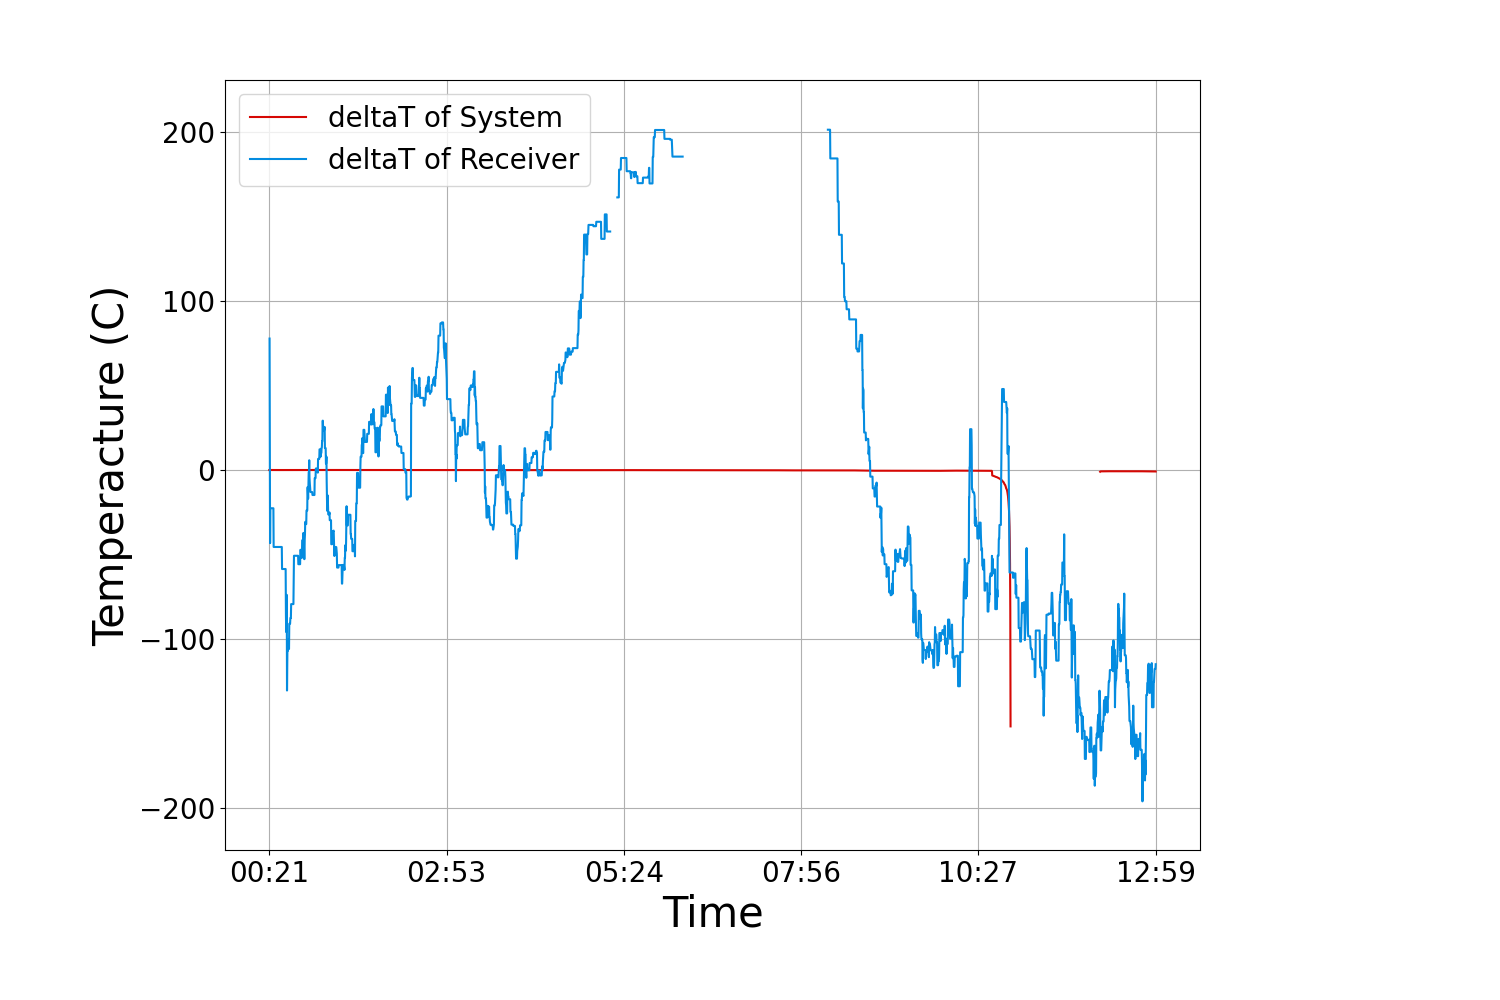 deltaT of System
deltaT of Receiver
200
100
0
−100
−200
Temperacture (C)
00:21 02:53 05:24 07:56 10:27 12:59
Time